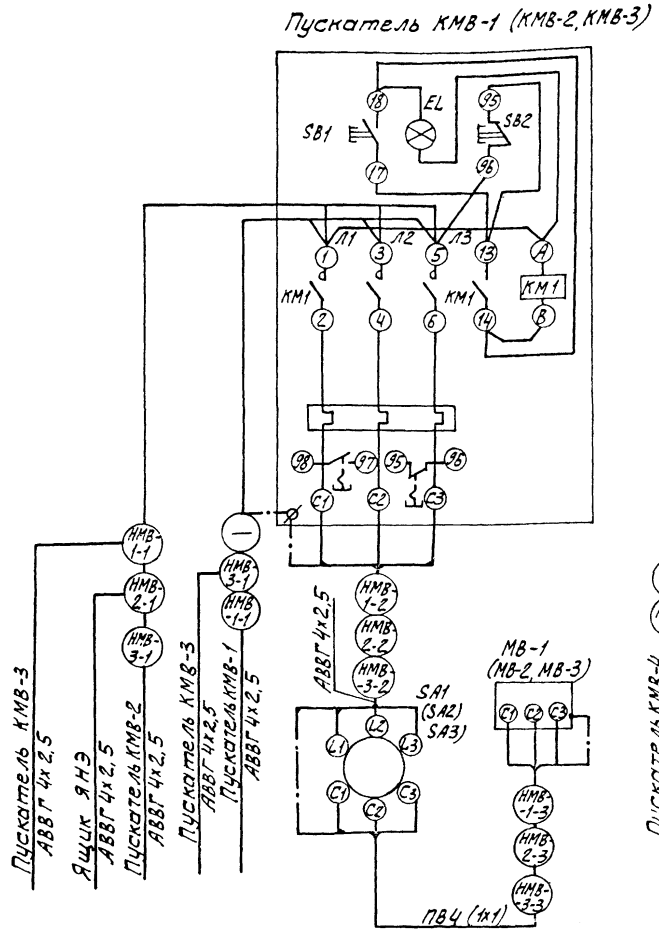 Пускатель КМВ-1 (КМВ-2, КМВ-3)
18
EL
95
SB1
SB2
17
96
Л1
Л2
Л3
1
3
5
13
А
КМ1
КМ1
КМ1
2
4
6
14
В
98
97
95
96
С1
С2
С3
НМВ-1-1
НМВ-2-1
НМВ-3-1
—
НМВ-3-1
НМВ-1-1
НМВ-1-2
НМВ-2-2
НМВ-3-2
АВВГ 4х2,5
Пускатель КМВ-3
АВВГ 4х2,5
Ящик ЯНЭ
АВВГ 4х2,5
Пускатель КМВ-2
АВВГ 4х2,5
Пускатель КМВ-3
АВВГ 4х2,5
Пускатель КМВ-1
АВВГ 4х2,5
SA1
(SA2)
SA3)
L1
L2
L3
С1
С2
С3
МВ-1
(МВ-2, МВ-3)
С1
С2
С3
НМВ-1-3
НМВ-2-3
НМВ-3-3
ПВЦ (1х1)
Пускатель КМВ-4